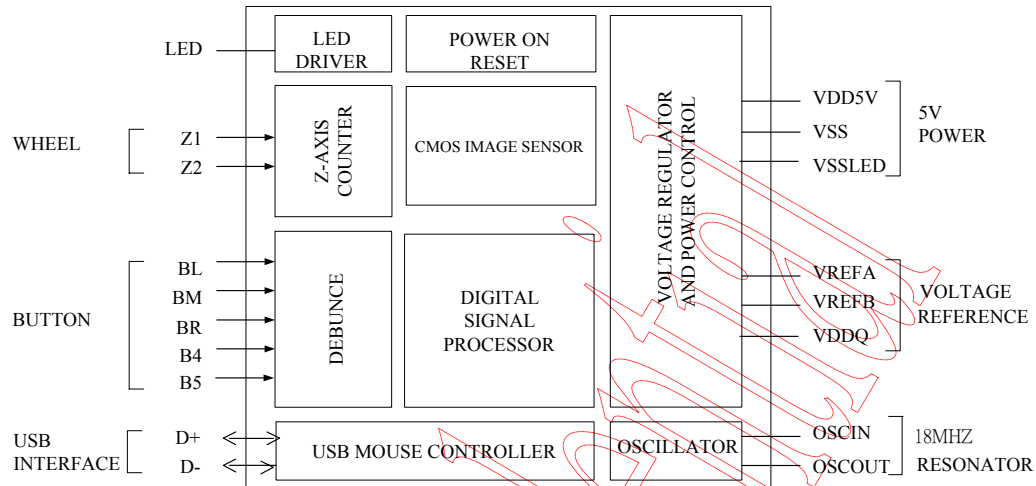 LED
LED
DRIVER
POWER ON
RESET
WHEEL
Z1
Z2
Z-AXIS
COUNTER
CMOS IMAGE SENSOR
VOLTAGE REGULATOR
AND POWER CONTROL
VDD5V
VSS
VSSLED
5V
POWER
BUTTON
BL
BM
BR
B4
B5
DEBUNCE
DIGITAL
SIGNAL
PROCESSOR
VREFA
VREFB
VDDQ
VOLTAGE
REFERENCE
USB
INTERFACE
D+
D-
USB MOUSE CONTROLLER
OSCILLATOR
OSCIN
OSCOUT
18MHZ
RESONATOR